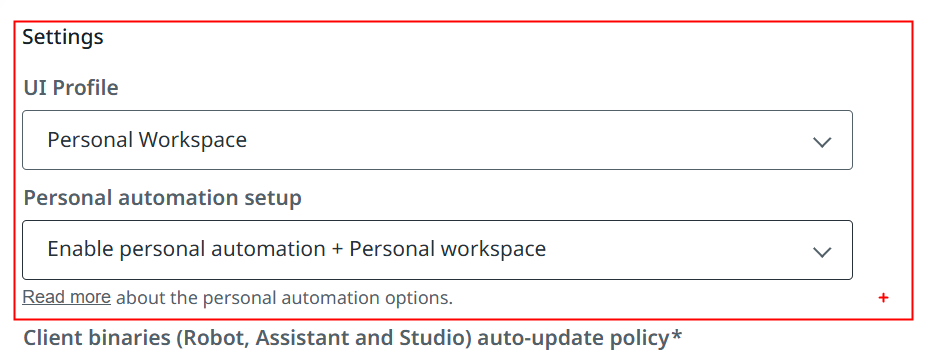 Settings
UI Profile
Personal Workspace
Personal automation setup
Enable personal automation + Personal workspace
Read more about the personal automation options.
Client binaries (Robot, Assistant and Studio) auto-update policy*